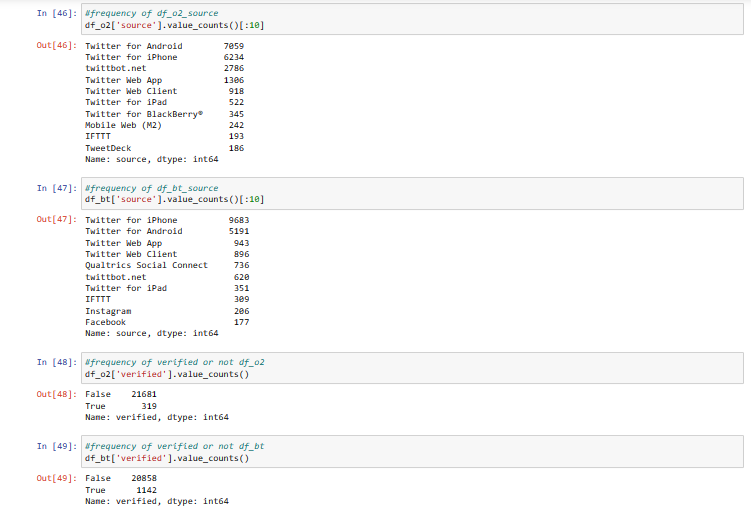 In [46]: #frequency of df_o2_source
df_o2['source'].value_counts()[:10]
Out[46]: Twitter for Android 7059
Twitter for iPhone 6234
twittbot.net 2786
Twitter Web App 1306
Twitter Web Client 918
Twitter for iPad 522
Twitter for BlackBerry® 345
Mobile Web (M2) 242
IFTTT 193
TweetDeck 186
Name: source, dtype: int64
In [47]: #frequency of df_bt_source
df_bt['source'].value_counts()[:10]
Out[47]: Twitter for iPhone 9683
Twitter for Android 5191
Twitter Web App 943
Twitter Web Client 896
Qualtrics Social Connect 736
twittbot.net 620
Twitter for iPad 351
IFTTT 309
Instagram 206
Facebook 177
Name: source, dtype: int64
In [48]: #frequency of verified or not df_o2
df_o2['verified'].value_counts()
Out[48]: False 21681
True 319
Name: verified, dtype: int64
In [49]: #frequency of verified or not df_bt
df_bt['verified'].value_counts()
Out[49]: False 20858
True 1142
Name: verified, dtype: int64